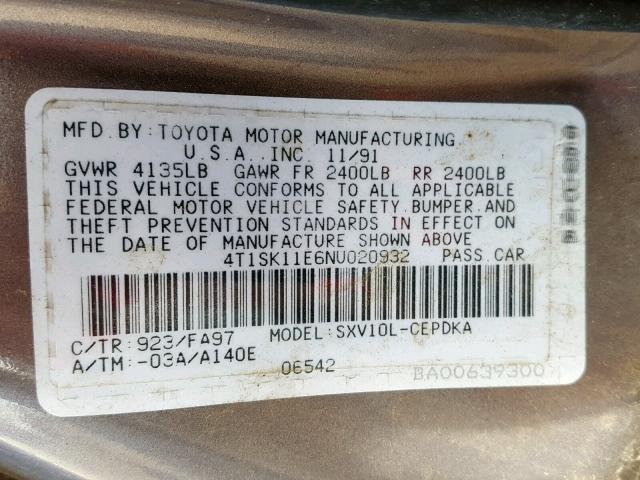 MFD. BY: TOYOTA MOTOR MANUFACTURING
U.S.A., INC. 11/91
GVWR 4135LB GAWR FR 2400LB RR 2400LB
THIS VEHICLE CONFORMS TO ALL APPLICABLE
FEDERAL MOTOR VEHICLE SAFETY, BUMPER, AND
THEFT PREVENTION STANDARDS IN EFFECT ON
THE DATE OF MANUFACTURE SHOWN ABOVE
4T1SK11E6NU020932 PASS. CAR
C/TR: 923/FA97 MODEL: SXV10L-CEPDKA
A/TM: -03A/A140E
06542
BA00639300